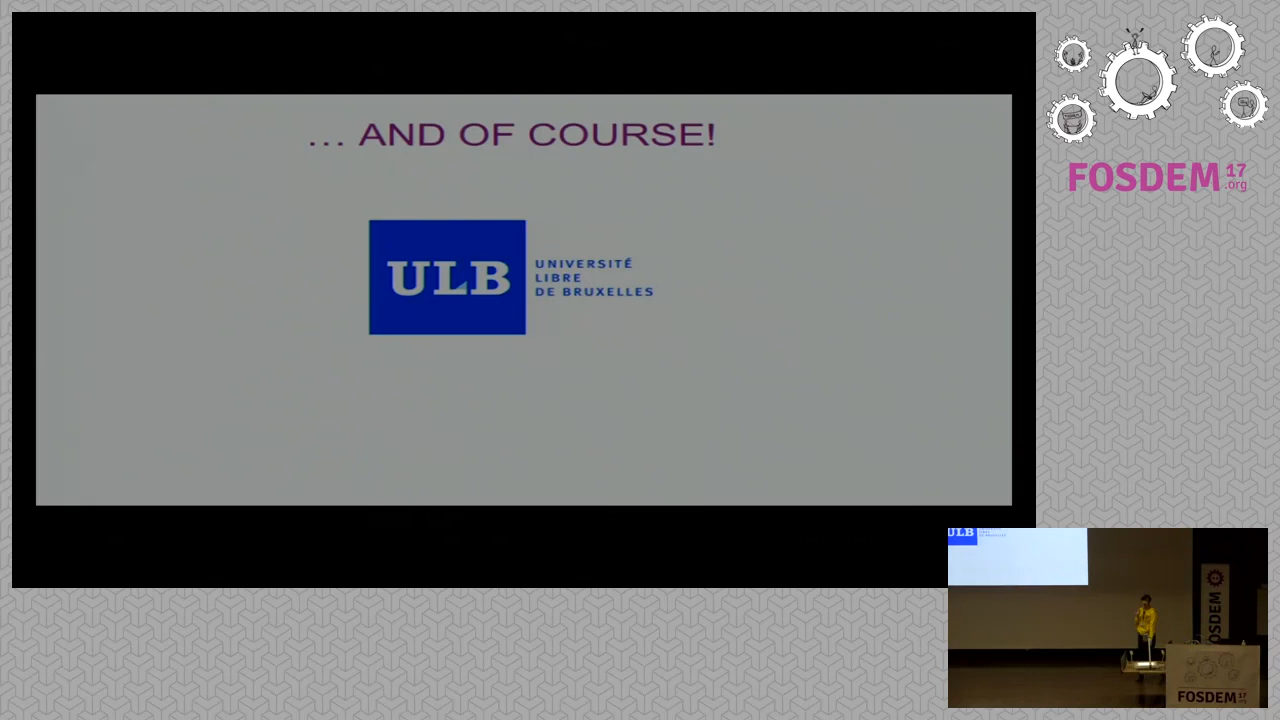 ... AND OF COURSE!
ULB
UNIVERSITÉ
LIBRE
DE BRUXELLES
FOSDEM 17
.org
ULB
FOSDEM
FOSDEM 17